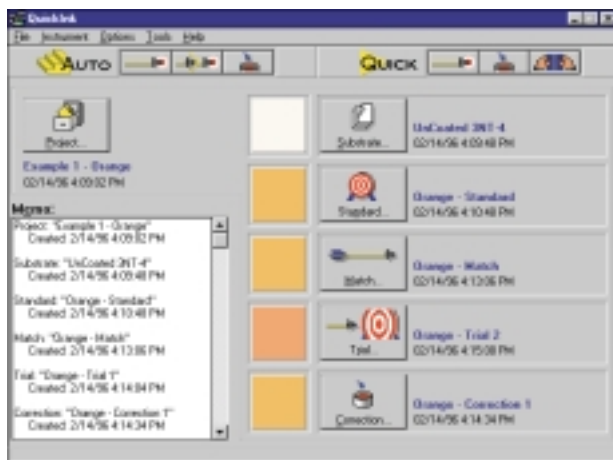 QuickInk
File Instrument Options Tools Help
AUTO
QUICK
Project...
Example 1 - Orange
02/14/96 4:09:02 PM
Memo:
Project: "Example 1 - Orange"
Created: 2/14/96 4:09:02 PM
Substrate: "UnCoated 3NT-4"
Created: 2/14/96 4:09:48 PM
Standard: "Orange - Standard"
Created: 2/14/96 4:10:48 PM
Match: "Orange - Match"
Created: 2/14/96 4:13:06 PM
Trial: "Orange - Trial 1"
Created: 2/14/96 4:14:04 PM
Correction: "Orange - Correction 1"
Created: 2/14/96 4:14:34 PM
Substrate...
UnCoated 3NT-4
02/14/96 4:09:48 PM
Standard...
Orange - Standard
02/14/96 4:10:48 PM
Match...
Orange - Match
02/14/96 4:13:06 PM
Trial...
Orange - Trial 2
02/14/96 4:15:08 PM
Correction...
Orange - Correction 1
02/14/96 4:14:34 PM